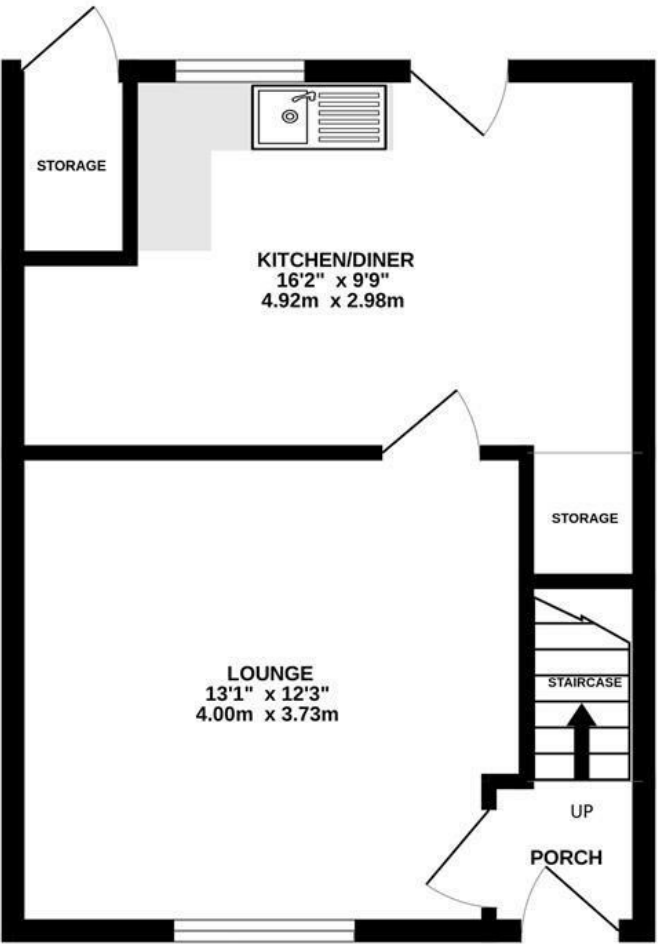 STORAGE
KITCHEN/DINER
16'2" x 9'9"
4.92m x 2.98m
STORAGE
LOUNGE
13'1" x 12'3"
4.00m x 3.73m
STAIRCASE
UP
PORCH